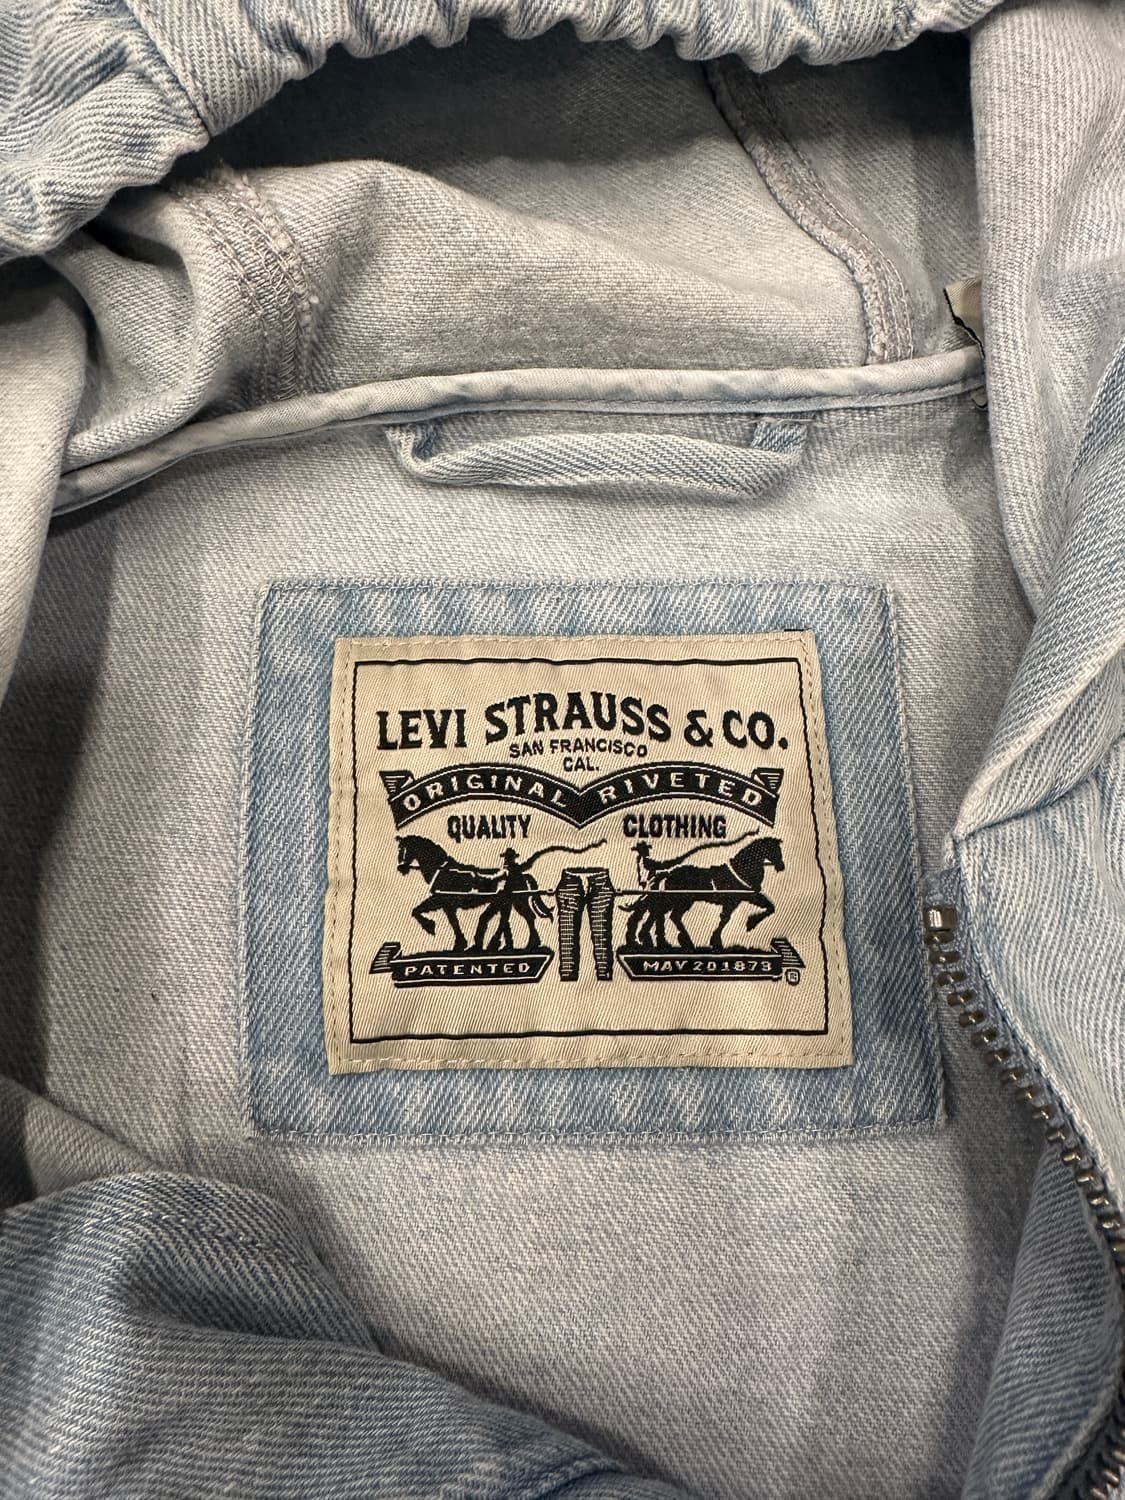 LEVI STRAUSS & CO.
SAN FRANCISCO
CAL.
ORIGINAL RIVETED
QUALITY CLOTHING
PATENTED MAY 20 1873 ®